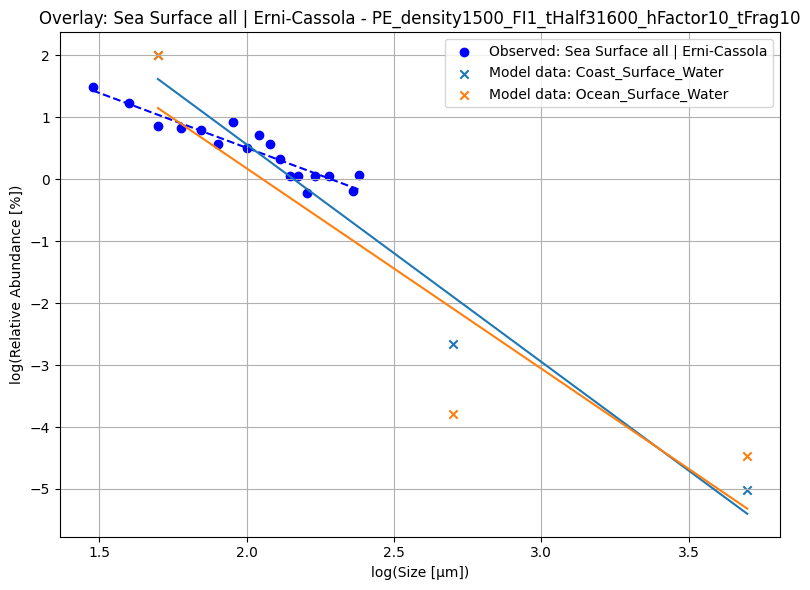 Overlay: Sea Surface all | Erni-Cassola - PE_density1500_FI1_tHalf31600_hFactor10_tFrag10
Observed: Sea Surface all | Erni-Cassola
Model data: Coast_Surface_Water
Model data: Ocean_Surface_Water
log(Relative Abundance [%])
2
1
0
−1
−2
−3
−4
−5
1.5 2.0 2.5 3.0 3.5
log(Size [μm])